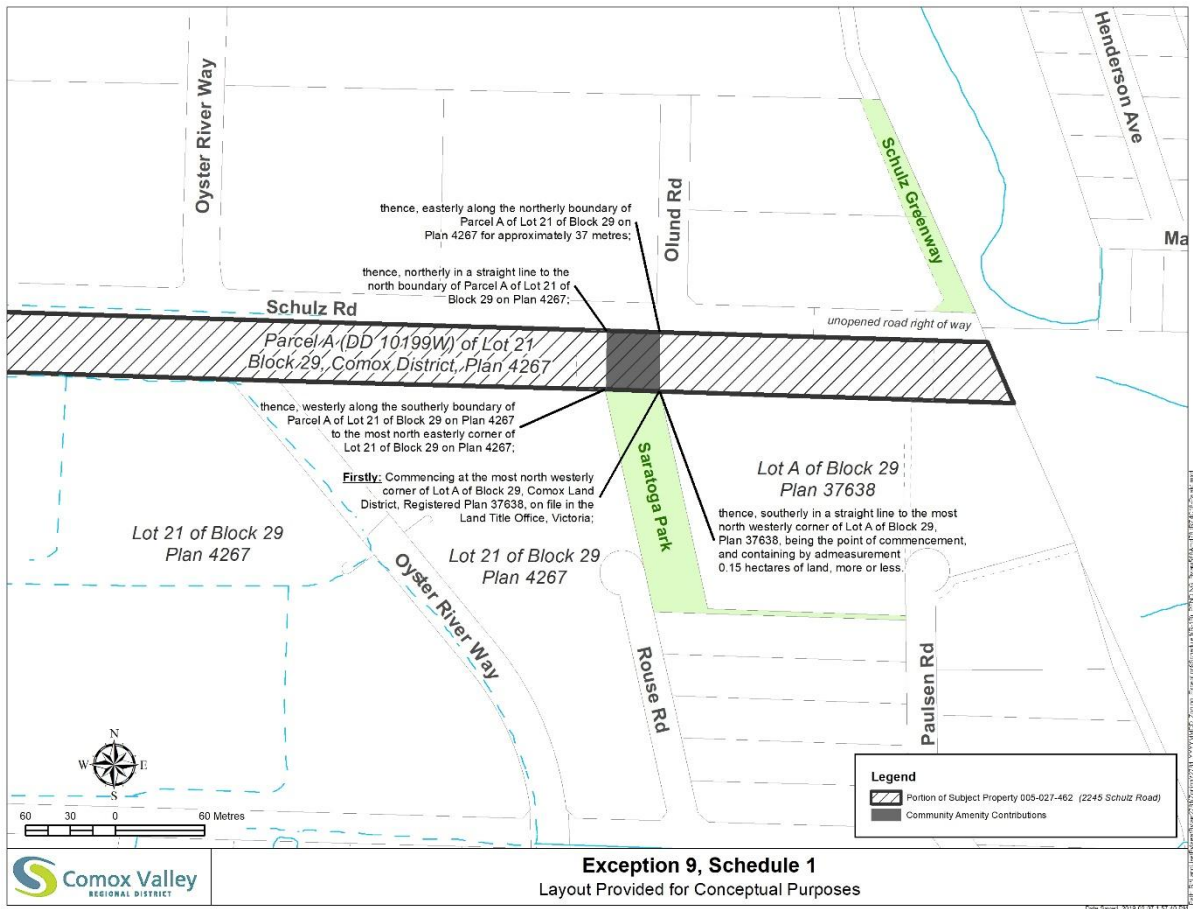 Oyster River Way
Henderson Ave
Schulz Greenway
Ma
Olund Rd
thence, easterly along the northerly boundary of
Parcel A of Lot 21 of Block 29 on
Plan 4267 for approximately 37 metres;
thence, northerly in a straight line to the
north boundary of Parcel A of Lot 21 of
Block 29 on Plan 4267;
Schulz Rd
unopened road right of way
Parcel A (DD 10199W) of Lot 21
Block 29, Comox District, Plan 4267
thence, westerly along the southerly boundary of
Parcel A of Lot 21 of Block 29 on Plan 4267
to the most north easterly corner of
Lot 21 of Block 29 on Plan 4267;
Firstly: Commencing at the most north westerly
corner of Lot A of Block 29, Comox Land
District, Registered Plan 37638, on file in the
Land Title Office, Victoria;
Saratoga Park
Lot A of Block 29
Plan 37638
thence, southerly in a straight line to the most
north westerly corner of Lot A of Block 29,
Plan 37638, being the point of commencement,
and containing by admeasurement
0.15 hectares of land, more or less.
Lot 21 of Block 29
Plan 4267
Lot 21 of Block 29
Plan 4267
Oyster River Way
Rouse Rd
Paulsen Rd
N
W E
S
60 30 0 60 Metres
Legend
Portion of Subject Property 005-027-462 (2245 Schulz Road)
Community Amenity Contributions
Comox Valley
REGIONAL DISTRICT
Exception 9, Schedule 1
Layout Provided for Conceptual Purposes